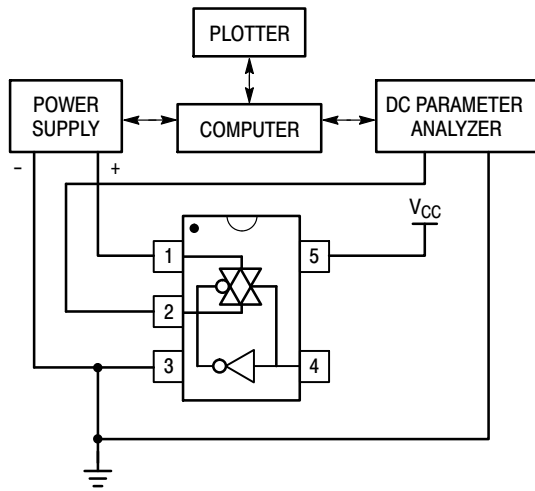 PLOTTER
POWER
SUPPLY
COMPUTER
DC PARAMETER
ANALYZER
-
+
VCC
1
5
2
3
4